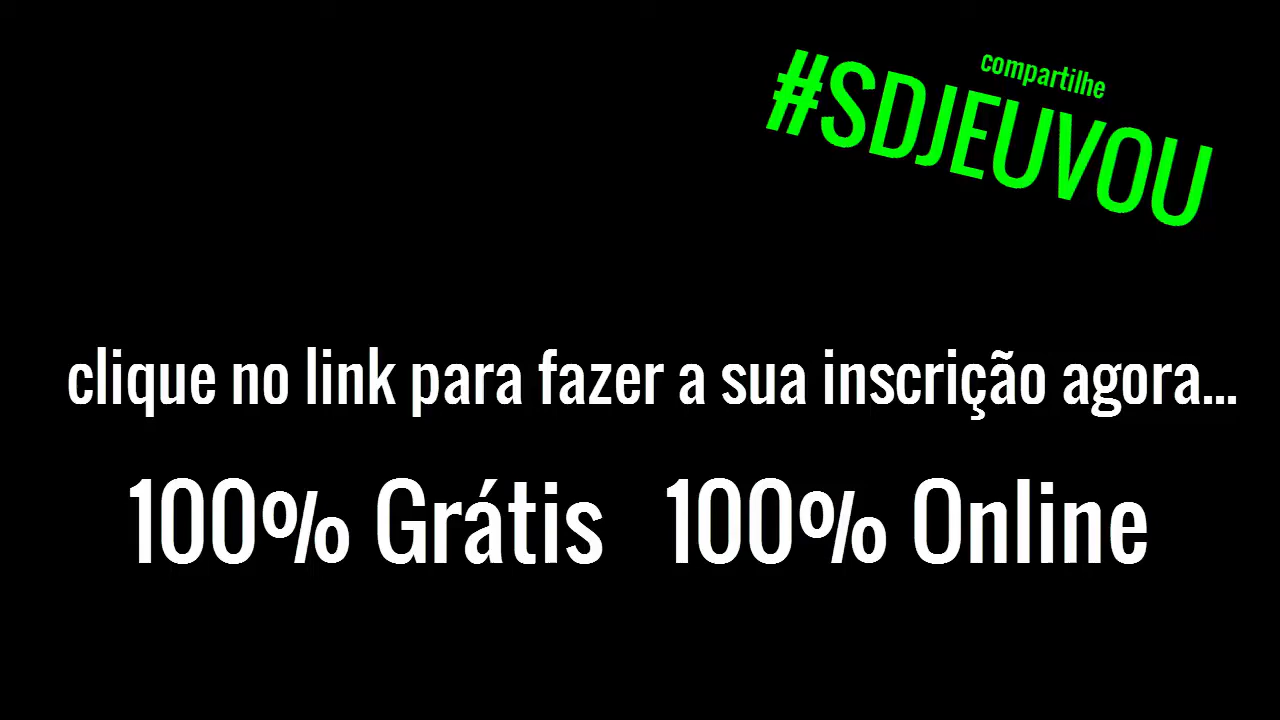 compartilhe
#SDJEUVOU
clique no link para fazer a sua inscrição agora...
100% Grátis 100% Online